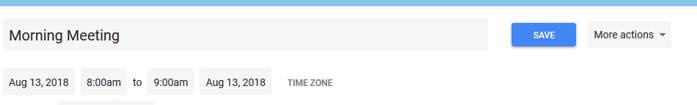 Morning Meeting SAVE More actions
Aug 13, 2018 8:00am to 9:00am Aug 13, 2018 TIME ZONE